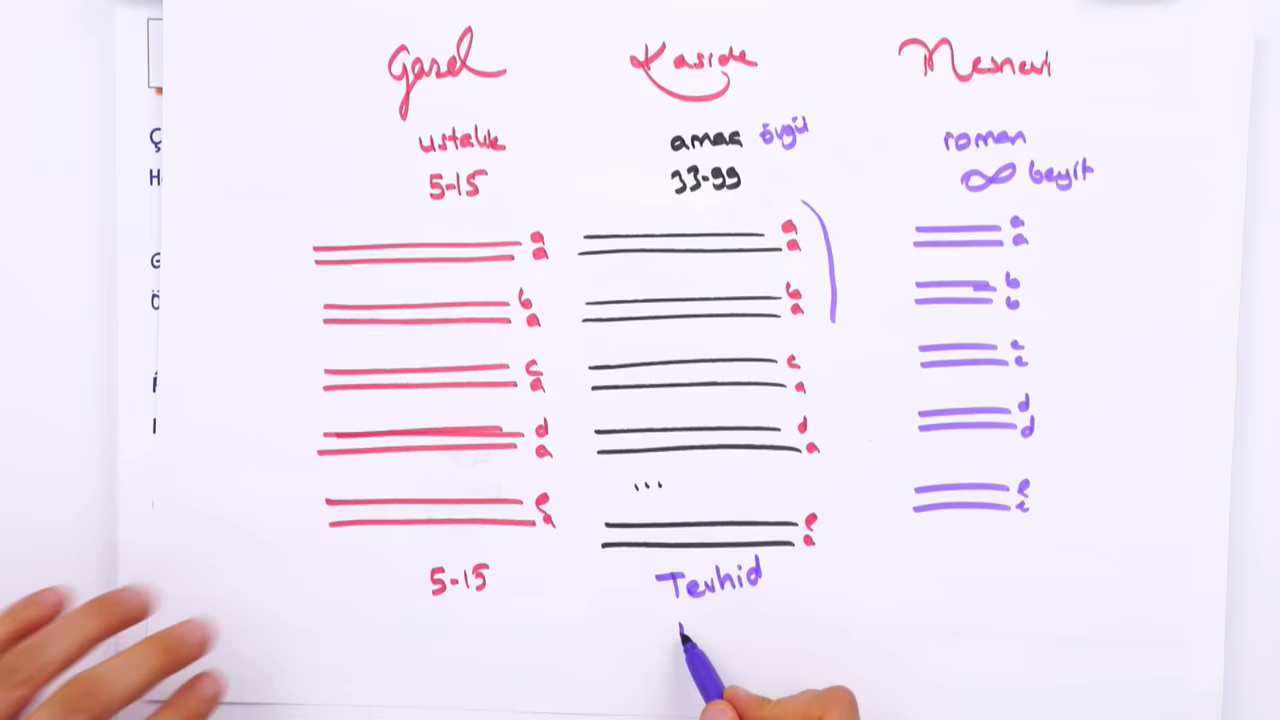 Gazel
ustalık
5-15
a
a
b
a
c
a
d
a
e
a
5-15
Kaside
amaç övgü
33-99
a
a
b
a
c
a
d
a
...
e
a
Tevhid
Mesnevi
roman
∞ beyit
a
a
b
b
c
c
d
d
e
e
Ç
H
G
Ö